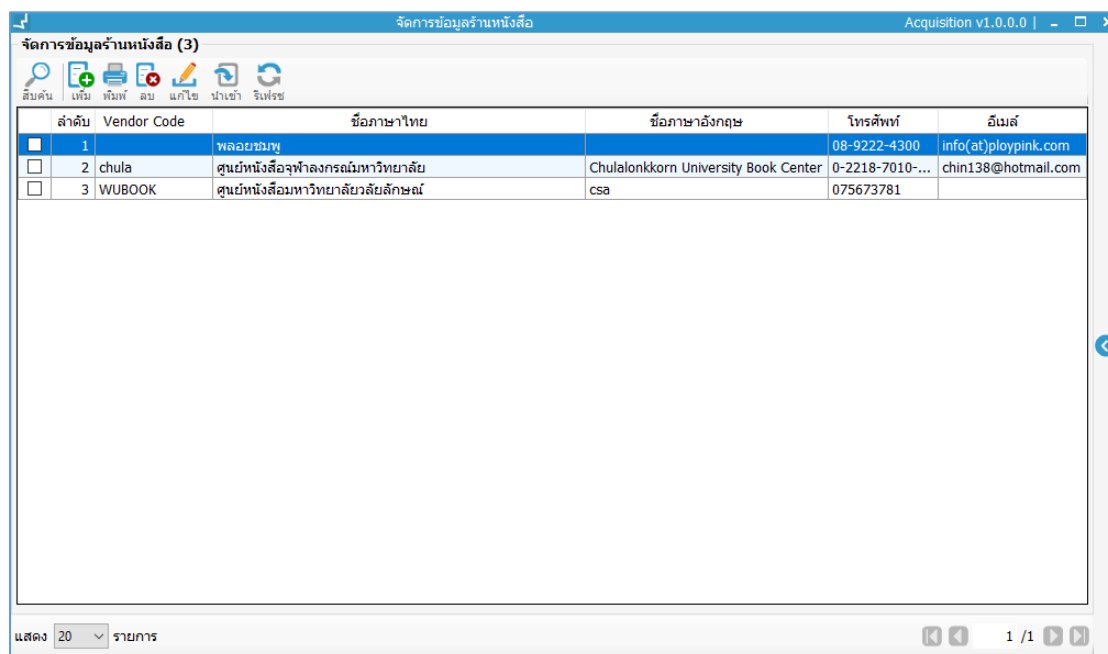 จัดการข้อมูลร้านหนังสือ Acquisition v1.0.0.0 |
จัดการข้อมูลร้านหนังสือ (3)
สืบค้น เพิ่ม พิมพ์ ลบ แก้ไข นำเข้า รีเฟรช
ลำดับ Vendor Code ชื่อภาษาไทย ชื่อภาษาอังกฤษ โทรศัพท์ อีเมล์
1 พลอยชมพู 08-9222-4300 info(at)ploypink.com
2 chula ศูนย์หนังสือจุฬาลงกรณ์มหาวิทยาลัย Chulalonkkorn University Book Center 0-2218-7010-... chin138@hotmail.com
3 WUBOOK ศูนย์หนังสือมหาวิทยาลัยวลัยลักษณ์ csa 075673781
แสดง 20 รายการ 1 /1